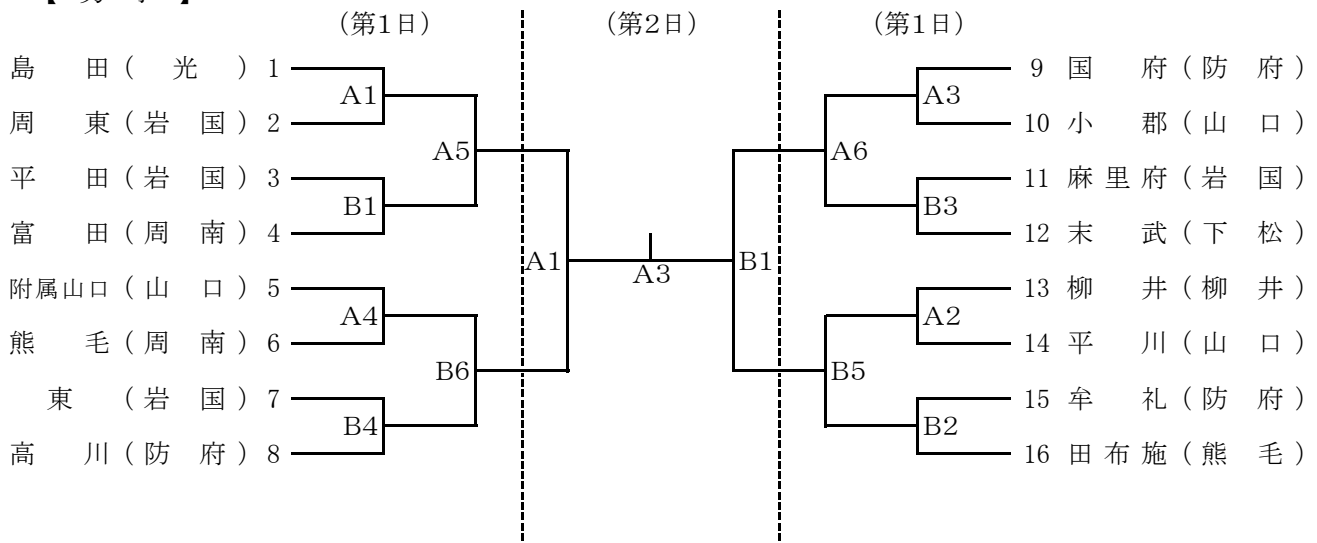 【 男 子 】
(第1日) (第2日) (第1日)
島 田 ( 光 ) 1 9 国 府 ( 防 府 )
A1 A3
周 東 ( 岩 国 ) 2 10 小 郡 ( 山 口 )
A5 A6
平 田 ( 岩 国 ) 3 11 麻 里 府 ( 岩 国 )
B1 B3
富 田 ( 周 南 ) 4 12 末 武 ( 下 松 )
A1 A3 B1
附属山口 ( 山 口 ) 5 13 柳 井 ( 柳 井 )
A4 A2
熊 毛 ( 周 南 ) 6 14 平 川 ( 山 口 )
B6 B5
東 ( 岩 国 ) 7 15 牟 礼 ( 防 府 )
B4 B2
高 川 ( 防 府 ) 8 16 田 布 施 ( 熊 毛 )